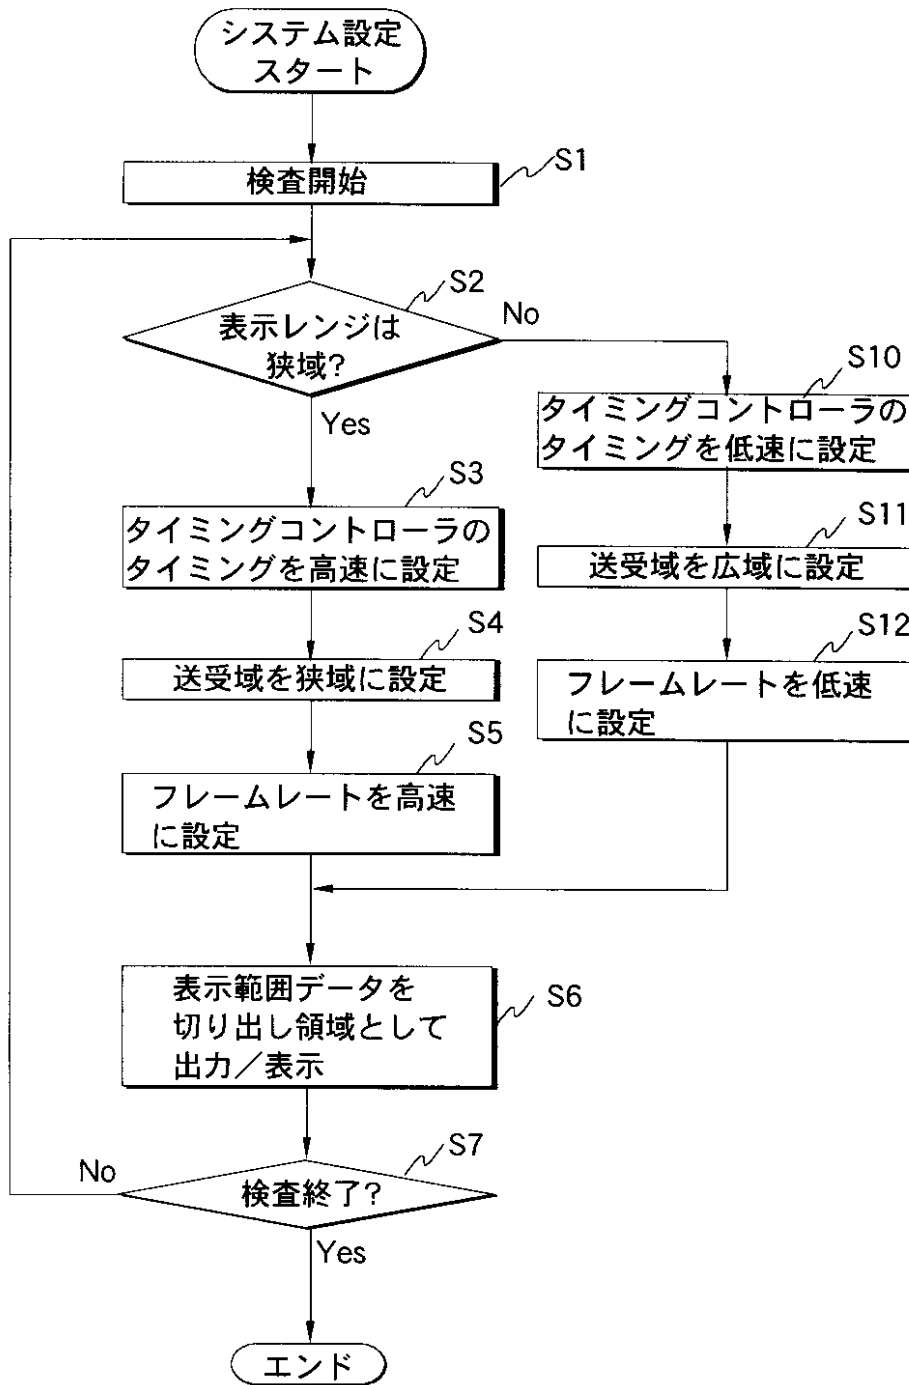 システム設定
スタート
S1
検査開始
S2
表示レンジは
狭域?
No
Yes
S10
タイミングコントローラの
タイミングを低速に設定
S3
タイミングコントローラの
タイミングを高速に設定
S11
送受域を広域に設定
S4
送受域を狭域に設定
S12
フレームレートを低速
に設定
S5
フレームレートを高速
に設定
S6
表示範囲データを
切り出し領域として
出力／表示
S7
検査終了?
No
Yes
エンド